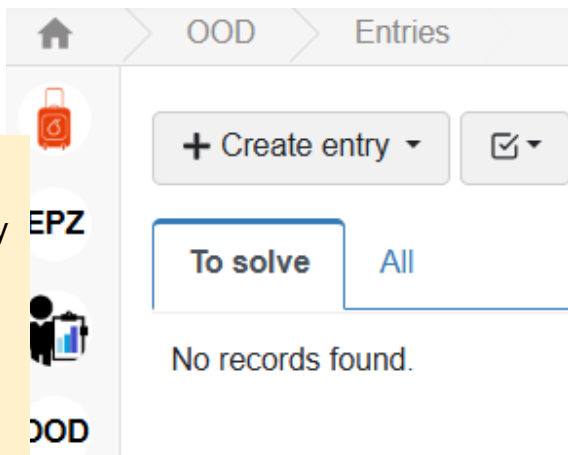 OOD Entries
+ Create entry
y
EPZ
To solve All
No records found.
OOD